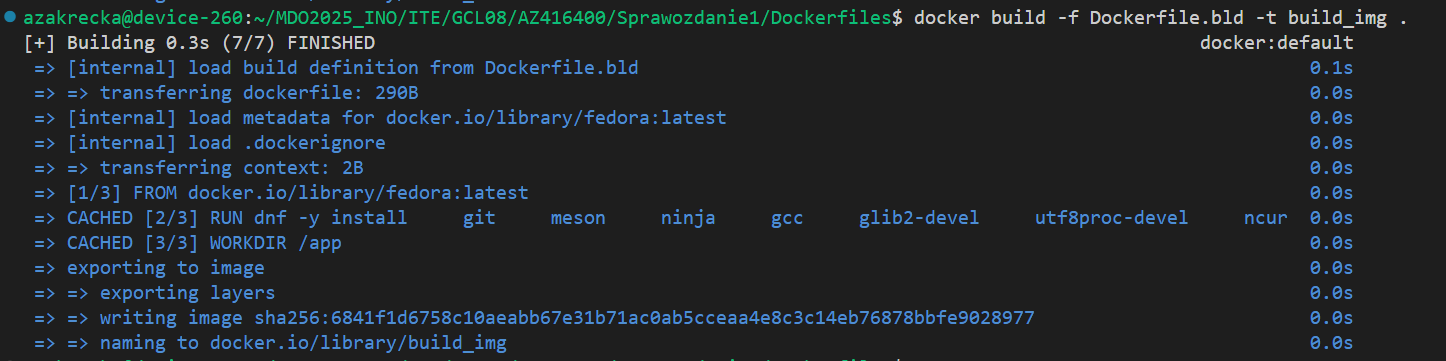 azakrecka@device-260:~/MDO2025_INO/ITE/GCL08/AZ416400/Sprawozdanie1/Dockerfiles$ docker build -f Dockerfile.bld -t build_img .
[+] Building 0.3s (7/7) FINISHED docker:default
=> [internal] load build definition from Dockerfile.bld 0.1s
=> => transferring dockerfile: 290B 0.0s
=> [internal] load metadata for docker.io/library/fedora:latest 0.0s
=> [internal] load .dockerignore 0.0s
=> => transferring context: 2B 0.0s
=> [1/3] FROM docker.io/library/fedora:latest 0.0s
=> CACHED [2/3] RUN dnf -y install git meson ninja gcc glib2-devel utf8proc-devel ncur 0.0s
=> CACHED [3/3] WORKDIR /app 0.0s
=> exporting to image 0.0s
=> => exporting layers 0.0s
=> => writing image sha256:6841f1d6758c10aeabb67e31b71ac0ab5cceaa4e8c3c14eb76878bbfe9028977 0.0s
=> => naming to docker.io/library/build_img 0.0s